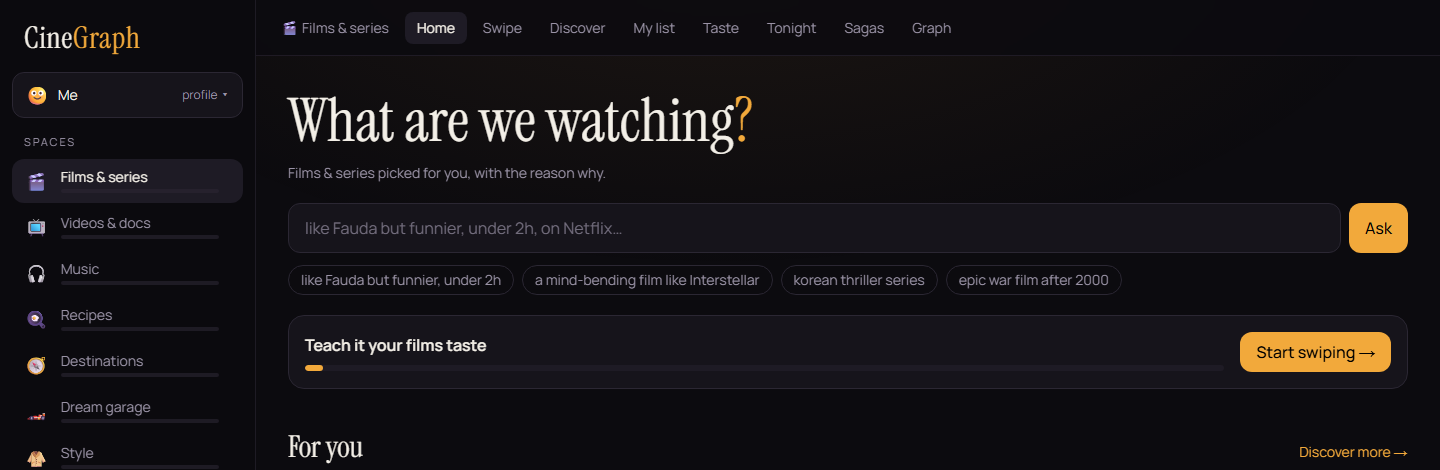 CineGraph
Me
profile
SPACES
Films & series
Videos & docs
Music
Recipes
Destinations
Dream garage
Style
Films & series
Home
Swipe
Discover
My list
Taste
Tonight
Sagas
Graph
What are we watching?
Films & series picked for you, with the reason why.
like Fauda but funnier, under 2h, on Netflix...
Ask
like Fauda but funnier, under 2h
a mind-bending film like Interstellar
korean thriller series
epic war film after 2000
Teach it your films taste
Start swiping →
For you
Discover more →